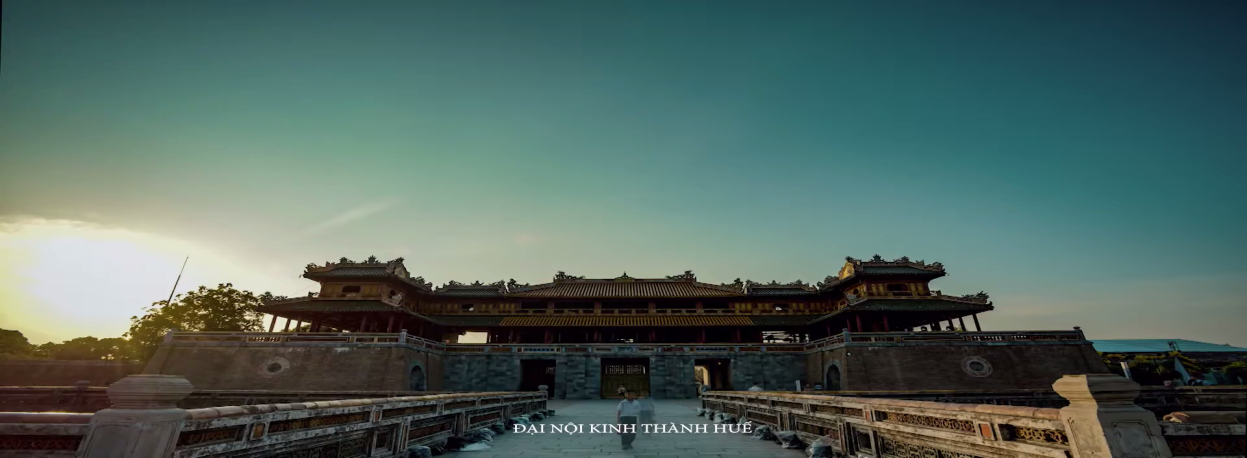 ĐẠI NỘI KINH THÀNH HUẾ